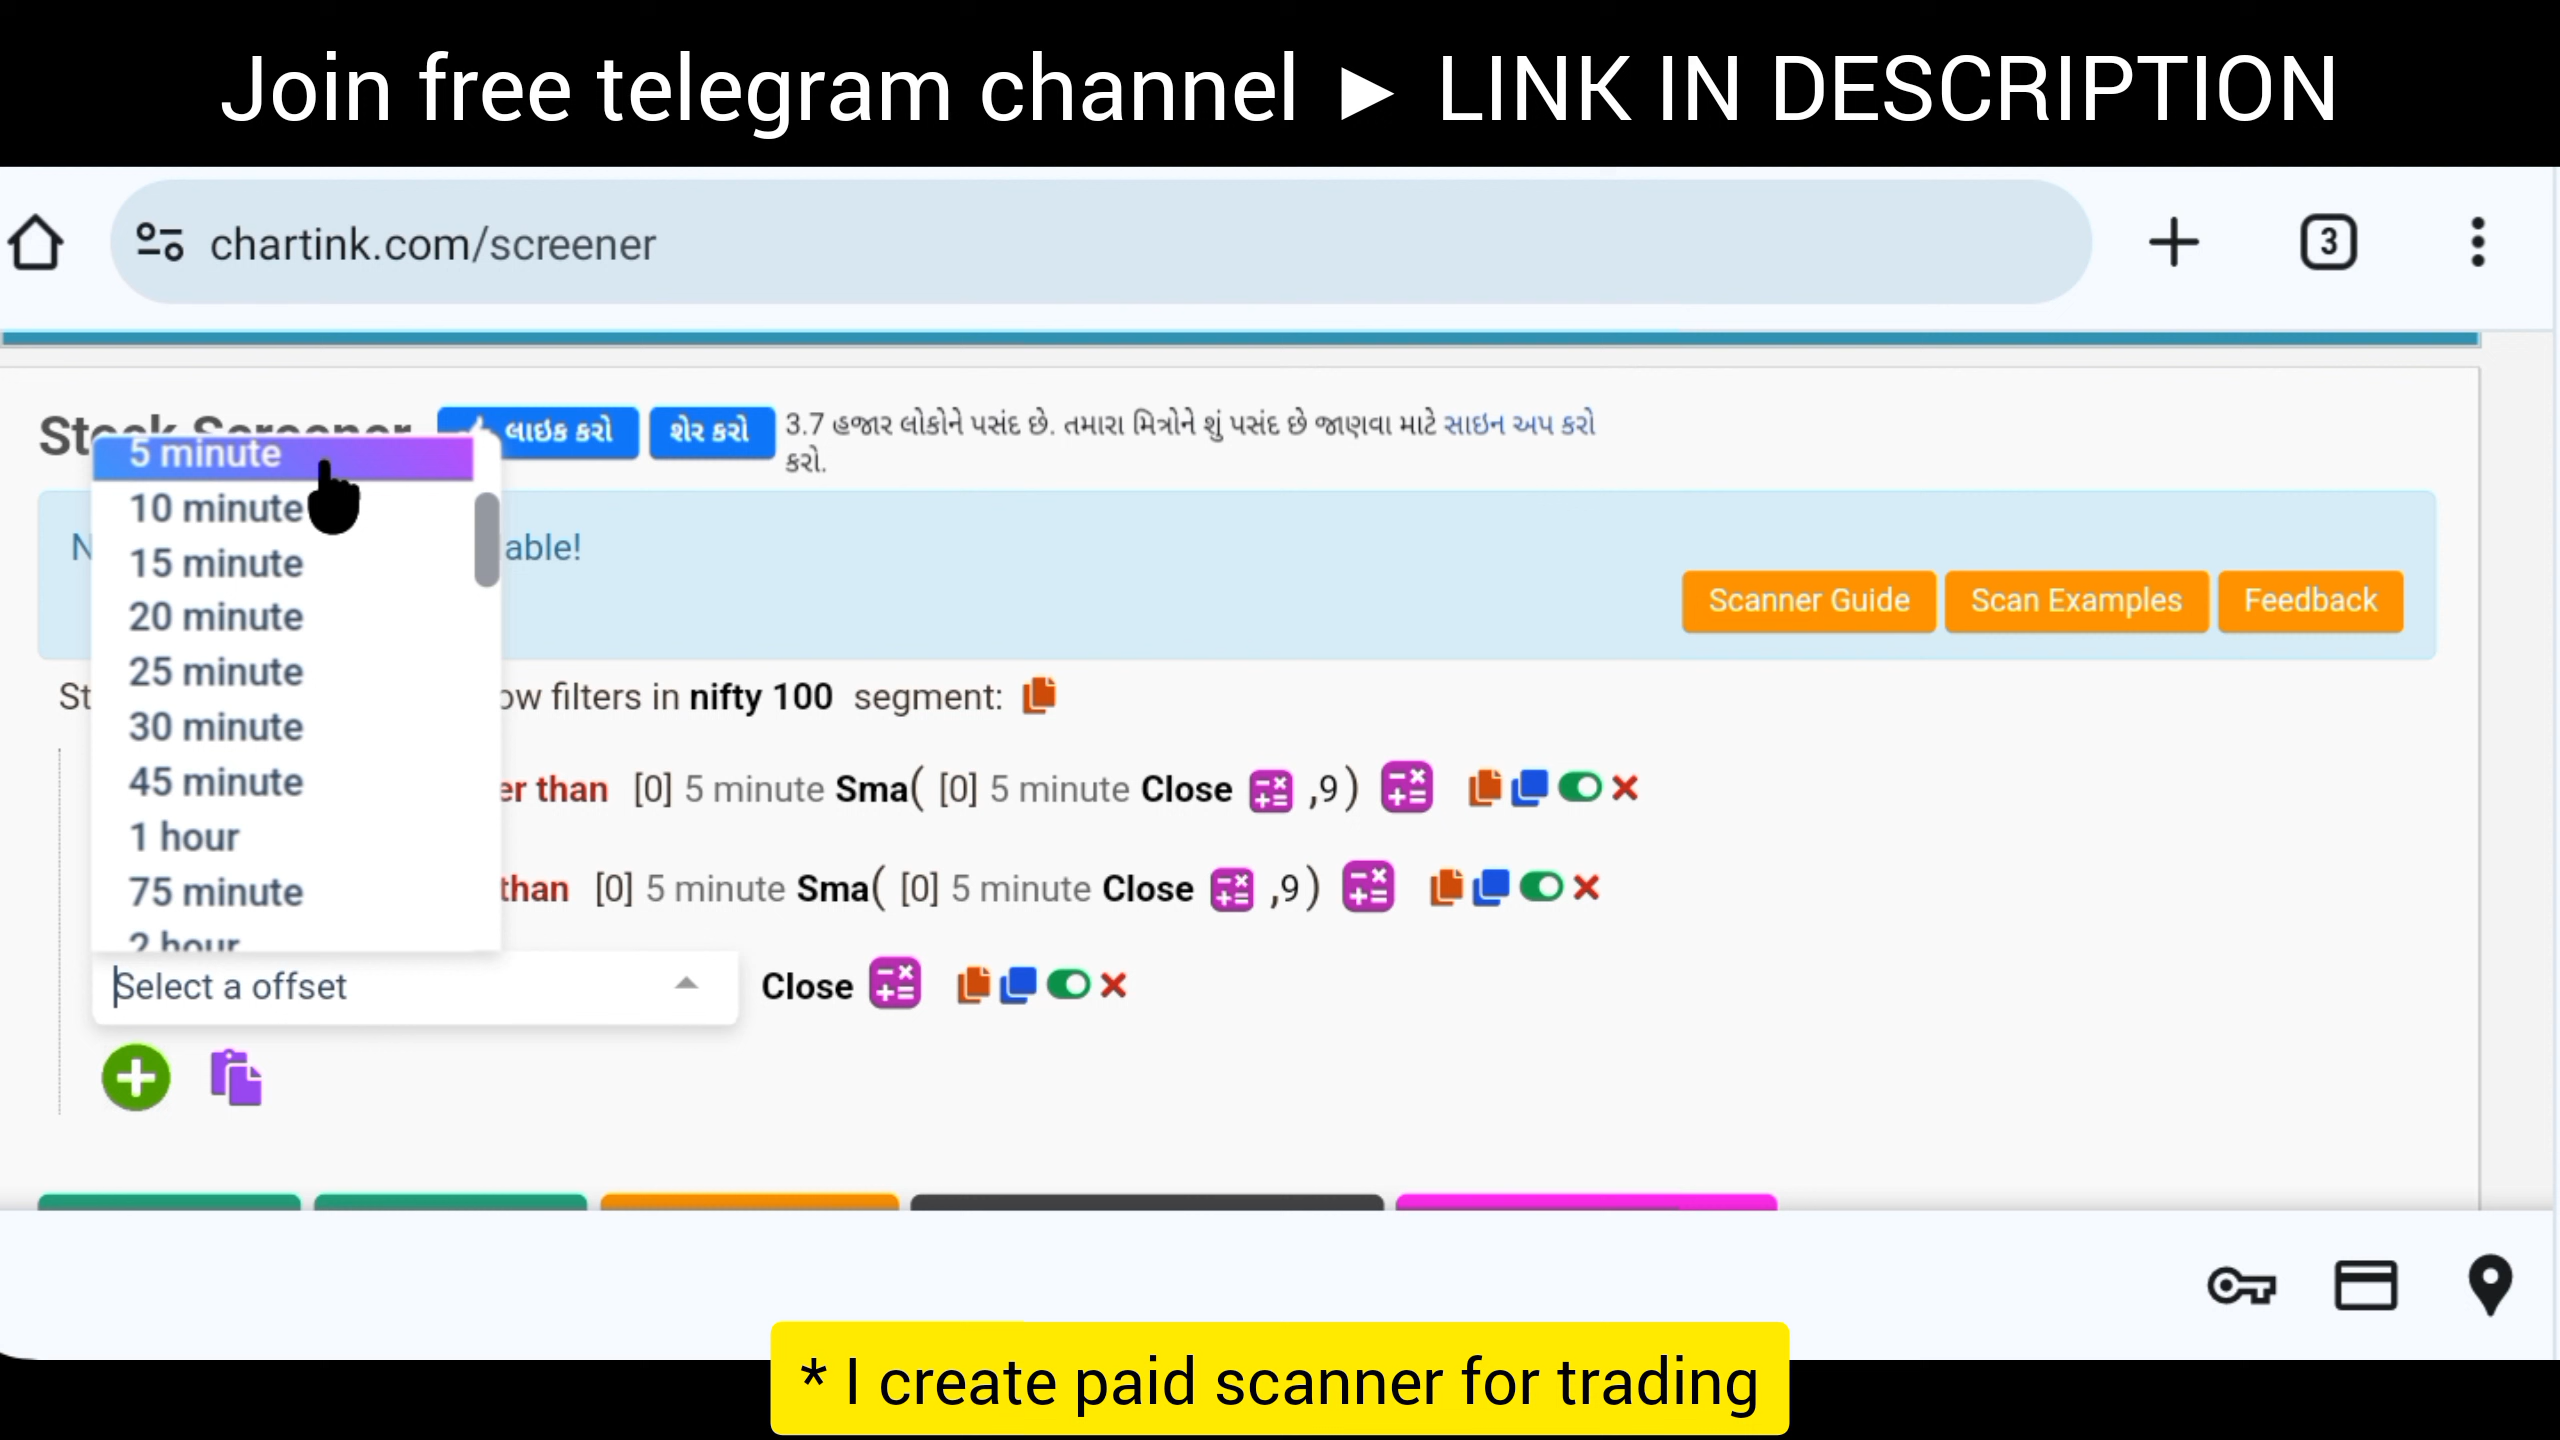 Join free telegram channel ► LINK IN DESCRIPTION
chartink.com/screener
3
Stock Screener લાઇક કરો શેર કરો 3.7 હજાર લોકોને પસંદ છે. તમારા મિત્રોને શું પસંદ છે જાણવા માટે સાઇન અપ કરો
કરો.
5 minute
10 minute
able!
15 minute
Scanner Guide Scan Examples Feedback
20 minute
25 minute
ow filters in nifty 100 segment:
30 minute
45 minute
er than [0] 5 minute Sma( [0] 5 minute Close ,9)
1 hour
75 minute
than [0] 5 minute Sma( [0] 5 minute Close ,9)
2 hour
Select a offset Close
* I create paid scanner for trading